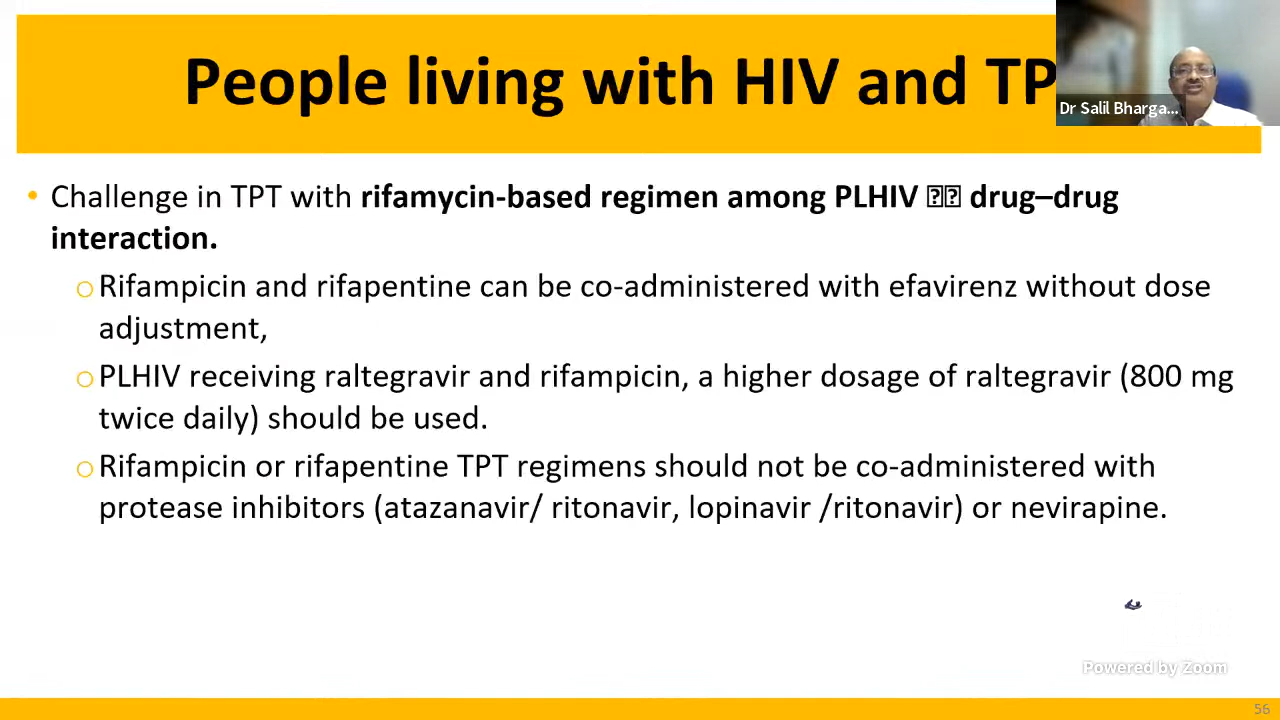 People living with HIV and TP
Dr Salil Bharga...
• Challenge in TPT with rifamycin-based regimen among PLHIV drug–drug
interaction.
o Rifampicin and rifapentine can be co-administered with efavirenz without dose
adjustment,
o PLHIV receiving raltegravir and rifampicin, a higher dosage of raltegravir (800 mg
twice daily) should be used.
o Rifampicin or rifapentine TPT regimens should not be co-administered with
protease inhibitors (atazanavir/ ritonavir, lopinavir /ritonavir) or nevirapine.
Powered by Zoom
56